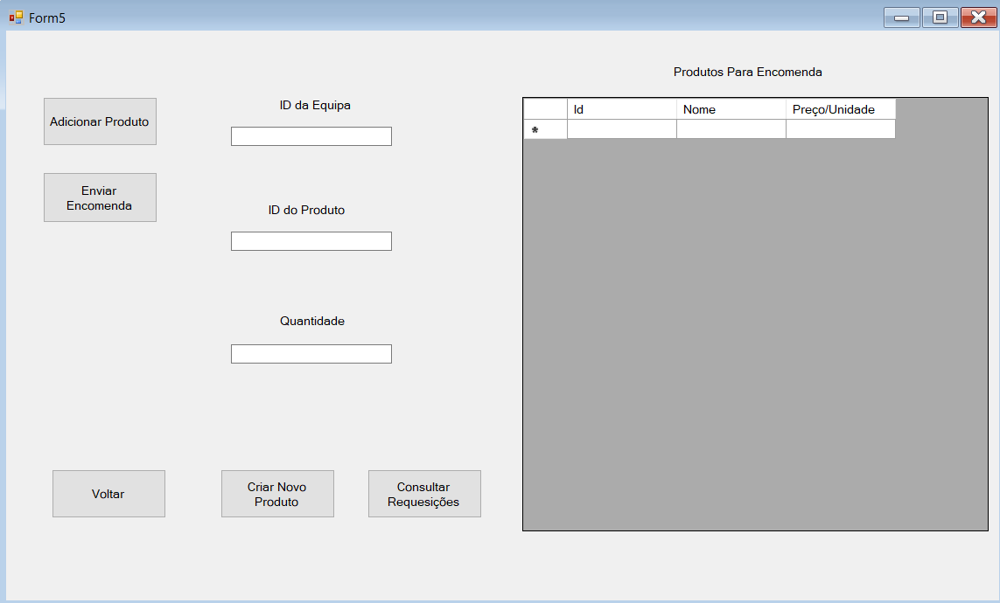 Form5
Produtos Para Encomenda
Adicionar Produto
ID da Equipa
Id Nome Preço/Unidade
*
Enviar
Encomenda
ID do Produto
Quantidade
Voltar
Criar Novo
Produto
Consultar
Requesições